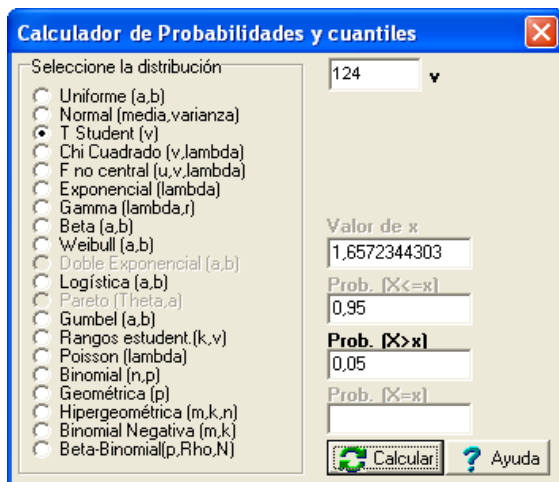 Calculador de Probabilidades y cuantiles
Seleccione la distribución
Uniforme (a,b)
Normal (media,varianza)
T Student (v)
Chi Cuadrado (v,lambda)
F no central (u,v,lambda)
Exponencial (lambda)
Gamma (lambda,r)
Beta (a,b)
Weibull (a,b)
Doble Exponencial (a,b)
Logística (a,b)
Pareto (Theta,a)
Gumbel (a,b)
Rangos estudent.(k,v)
Poisson (lambda)
Binomial (n,p)
Geométrica (p)
Hipergeométrica (m,k,n)
Binomial Negativa (m,k)
Beta-Binomial(p,Rho,N)
124 v
Valor de x
1,6572344303
Prob. (X<=x)
0,95
Prob. (X>x)
0,05
Prob. (X=x)
Calcular
? Ayuda